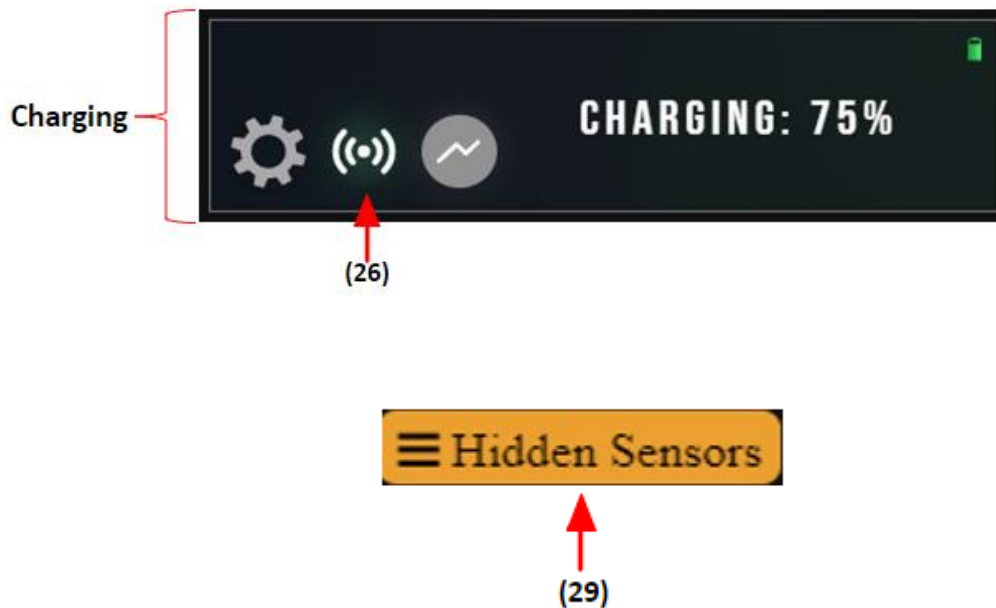 Charging
CHARGING: 75%
(26)
Hidden Sensors
(29)